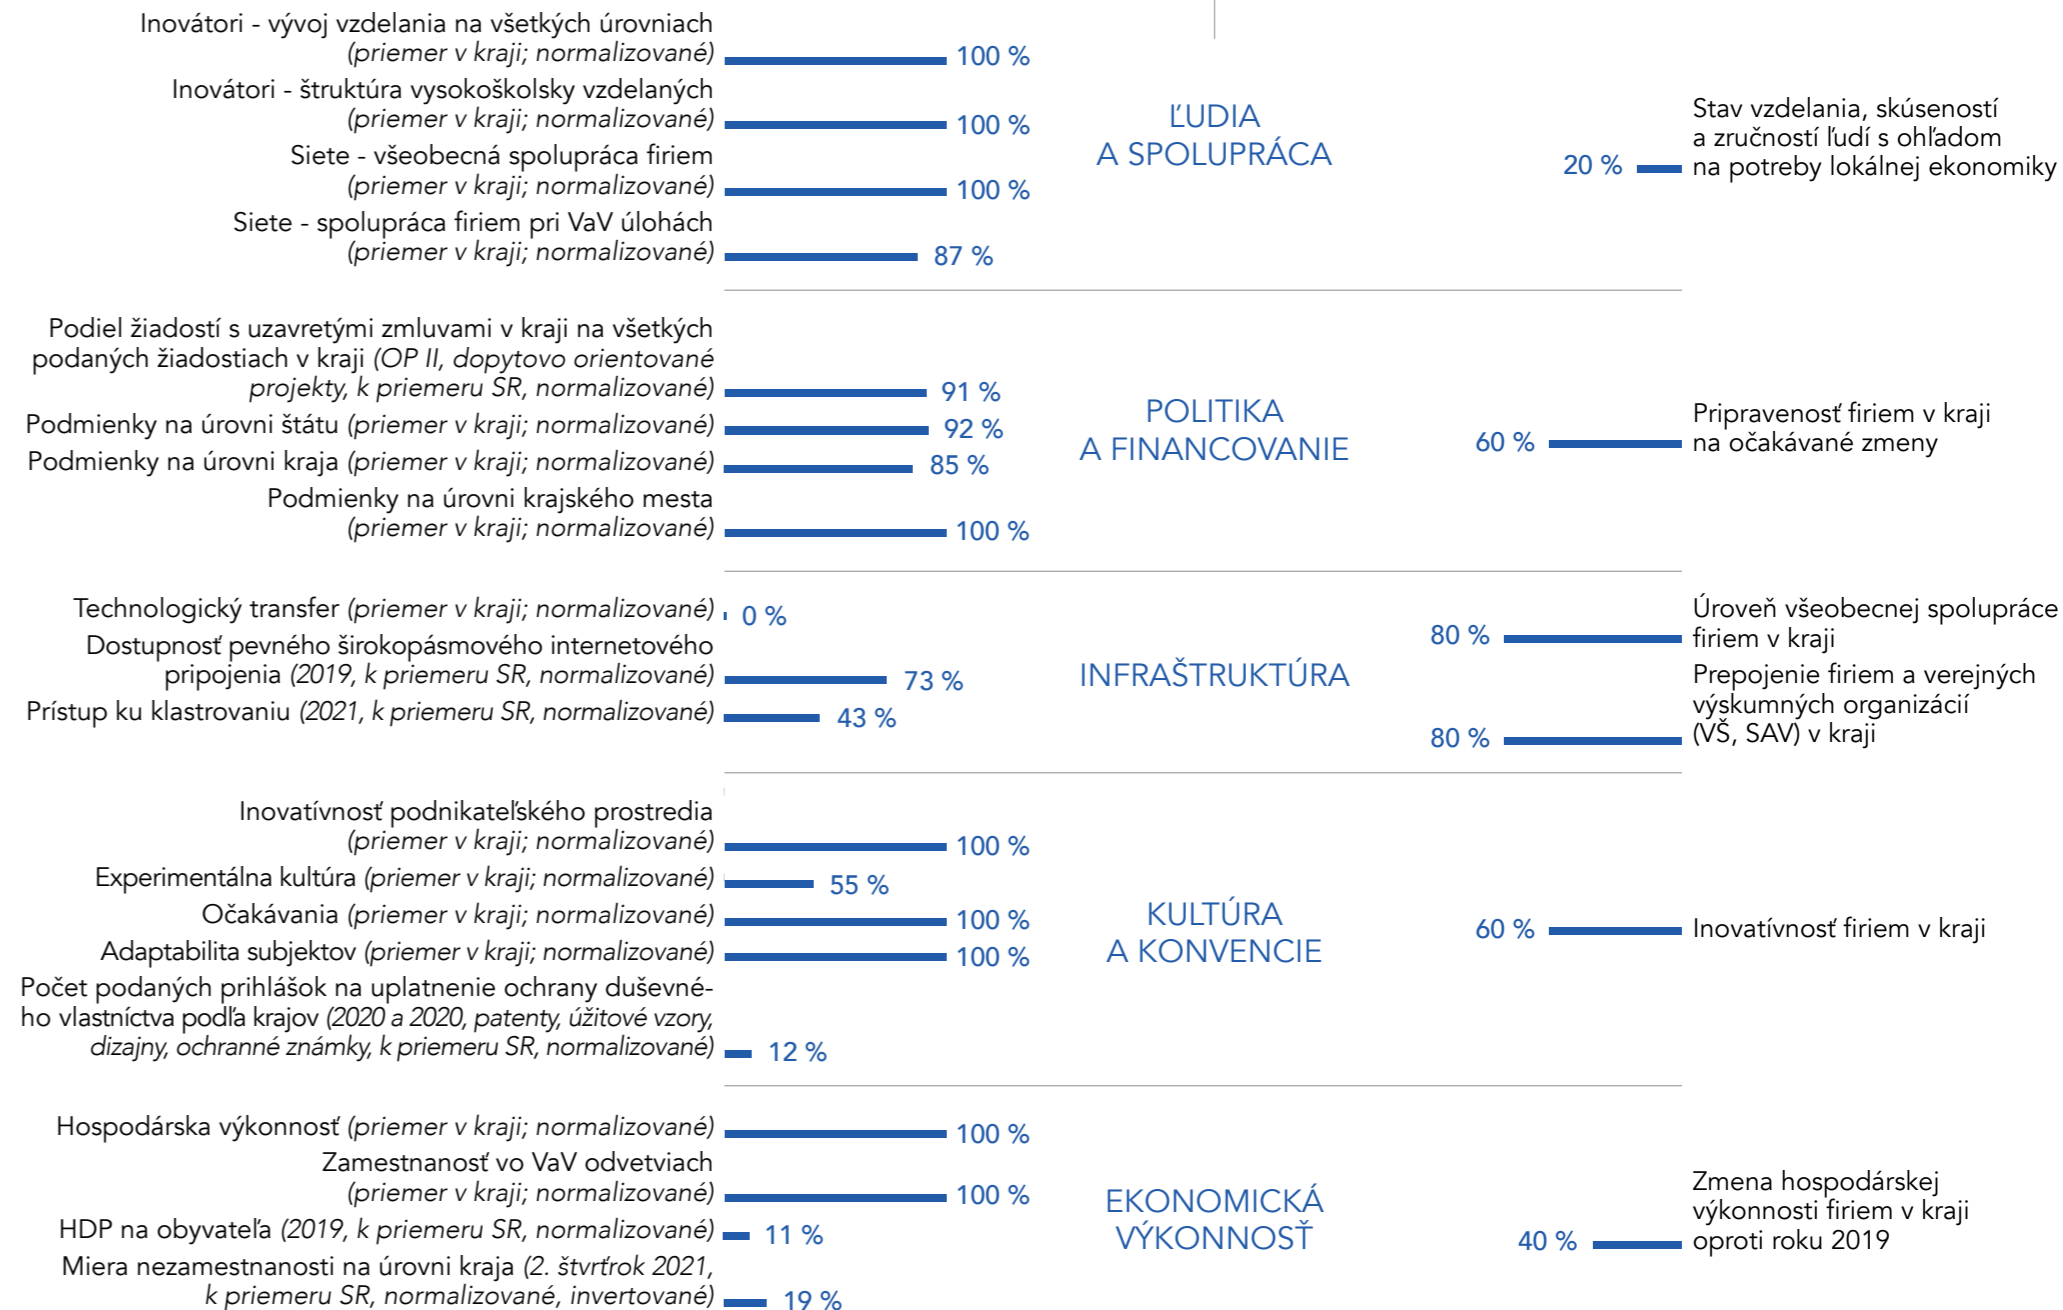 Inovátori - vývoj vzdelania na všetkých úrovniach
(priemer v kraji; normalizované) 100 %
Inovátori - štruktúra vysokoškolsky vzdelaných
(priemer v kraji; normalizované) 100 %
Siete - všeobecná spolupráca firiem
(priemer v kraji; normalizované) 100 %
Siete - spolupráca firiem pri VaV úlohách
(priemer v kraji; normalizované) 87 %
ĽUDIA
A SPOLUPRÁCA
Stav vzdelania, skúseností
a zručností ľudí s ohľadom
20 % na potreby lokálnej ekonomiky
Podiel žiadostí s uzavretými zmluvami v kraji na všetkých
podaných žiadostiach v kraji (OP II, dopytovo orientované
projekty, k priemeru SR, normalizované) 91 %
Podmienky na úrovni štátu (priemer v kraji; normalizované) 92 %
Podmienky na úrovni kraja (priemer v kraji; normalizované) 85 %
Podmienky na úrovni krajského mesta
(priemer v kraji; normalizované) 100 %
POLITIKA
A FINANCOVANIE
Pripravenosť firiem v kraji
60 % na očakávané zmeny
Technologický transfer (priemer v kraji; normalizované) 0 %
Dostupnosť pevného širokopásmového internetového
pripojenia (2019, k priemeru SR, normalizované) 73 %
Prístup ku klastrovaniu (2021, k priemeru SR, normalizované) 43 %
INFRAŠTRUKTÚRA
Úroveň všeobecnej spolupráce
80 % firiem v kraji
Prepojenie firiem a verejných
výskumných organizácií
80 % (VŠ, SAV) v kraji
Inovatívnosť podnikateľského prostredia
(priemer v kraji; normalizované) 100 %
Experimentálna kultúra (priemer v kraji; normalizované) 55 %
Očakávania (priemer v kraji; normalizované) 100 %
Adaptabilita subjektov (priemer v kraji; normalizované) 100 %
Počet podaných prihlášok na uplatnenie ochrany duševné-
ho vlastníctva podľa krajov (2020 a 2020, patenty, úžitové vzory,
dizajny, ochranné známky, k priemeru SR, normalizované) 12 %
KULTÚRA
A KONVENCIE
60 % Inovatívnosť firiem v kraji
Hospodárska výkonnosť (priemer v kraji; normalizované) 100 %
Zamestnanosť vo VaV odvetviach
(priemer v kraji; normalizované) 100 %
HDP na obyvateľa (2019, k priemeru SR, normalizované) 11 %
Miera nezamestnanosti na úrovni kraja (2. štvrťrok 2021,
k priemeru SR, normalizované, invertované) 19 %
EKONOMICKÁ
VÝKONNOSŤ
Zmena hospodárskej
výkonnosti firiem v kraji
40 % oproti roku 2019